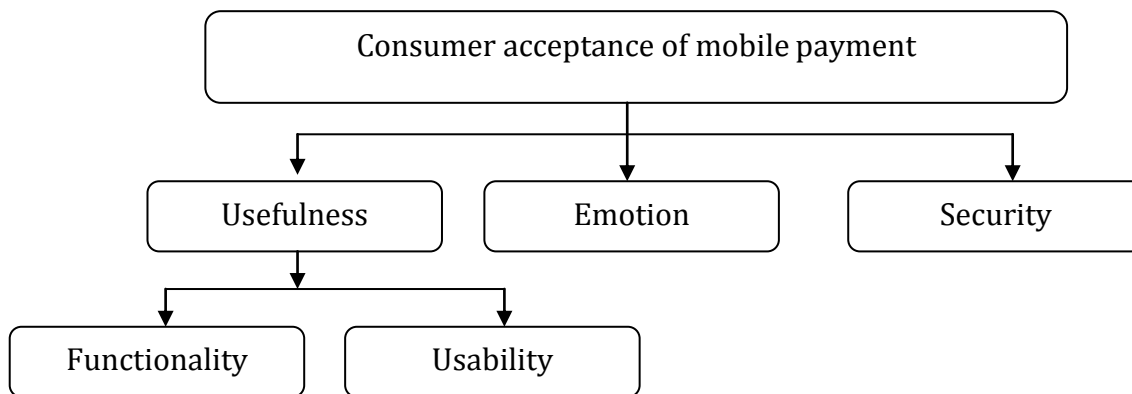 Consumer acceptance of mobile payment
Usefulness
Emotion
Security
Functionality
Usability